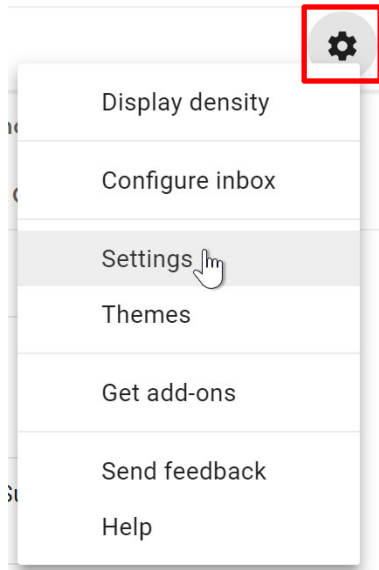 Display density
Configure inbox
Settings
Themes
Get add-ons
Send feedback
Help